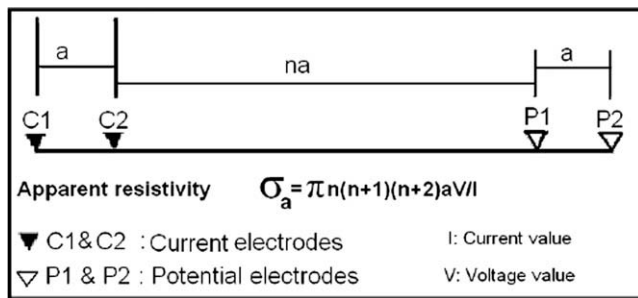 a na a
C1 C2 P1 P2
Apparent resistivity σa=π n(n+1)(n+2)aV/I
C1&C2 : Current electrodes I: Current value
P1 & P2 : Potential electrodes V: Voltage value